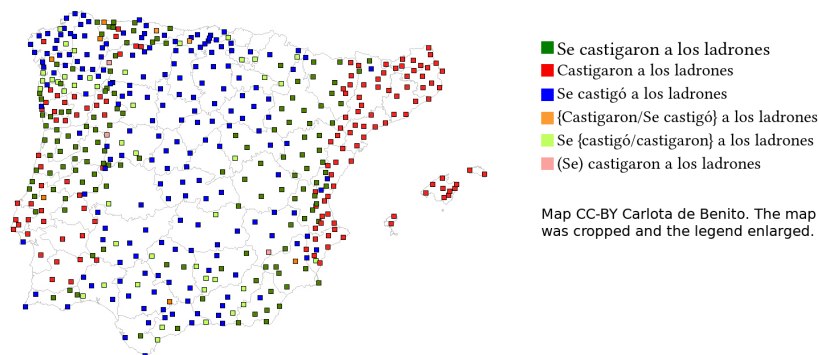 Se castigaron a los ladrones
Castigaron a los ladrones
Se castigó a los ladrones
{Castigaron/Se castigó} a los ladrones
Se {castigó/castigaron} a los ladrones
(Se) castigaron a los ladrones
Map CC-BY Carlota de Benito. The map
was cropped and the legend enlarged.